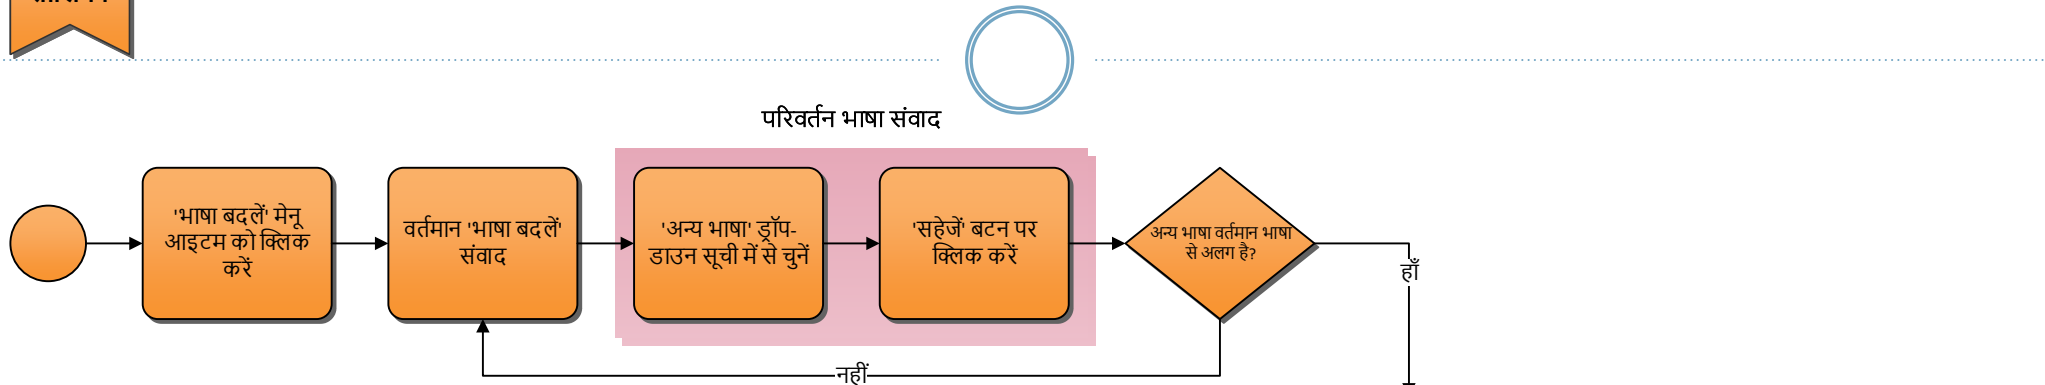 परिवर्तन भाषा संवाद
'भाषा बदलें' मेनू
आइटम को क्लिक
करें
वर्तमान 'भाषा बदलें'
संवाद
'अन्य भाषा' ड्रॉप-
डाउन सूची में से चुनें
'सहेजें' बटन पर
क्लिक करें
अन्य भाषा वर्तमान भाषा
से अलग है?
हाँ
नहीं